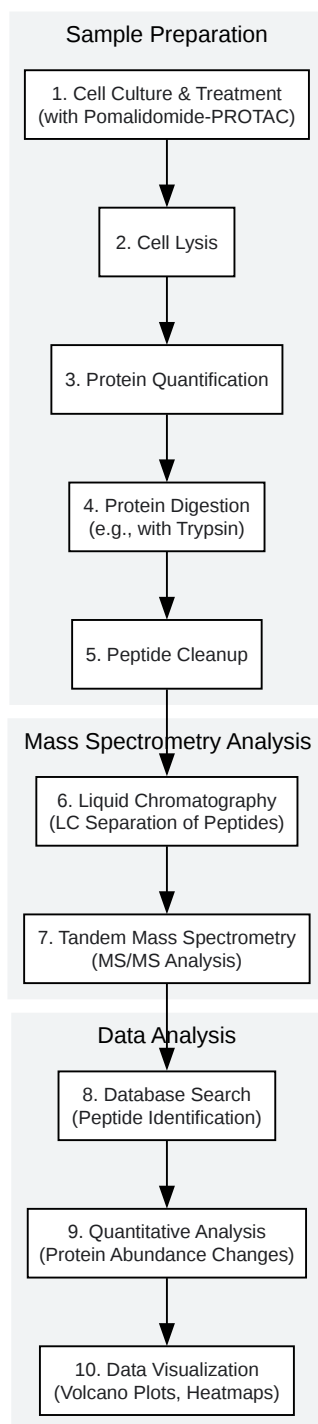 Sample Preparation
1. Cell Culture & Treatment
(with Pomalidomide-PROTAC)
2. Cell Lysis
3. Protein Quantification
4. Protein Digestion
(e.g., with Trypsin)
5. Peptide Cleanup
Mass Spectrometry Analysis
6. Liquid Chromatography
(LC Separation of Peptides)
7. Tandem Mass Spectrometry
(MS/MS Analysis)
Data Analysis
8. Database Search
(Peptide Identification)
9. Quantitative Analysis
(Protein Abundance Changes)
10. Data Visualization
(Volcano Plots, Heatmaps)